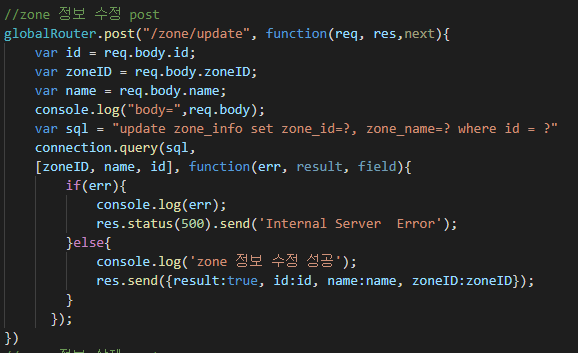 //zone 정보 수정 post
globalRouter.post("/zone/update", function(req, res,next){
    var id = req.body.id;
    var zoneID = req.body.zoneID;
    var name = req.body.name;
    console.log("body=",req.body);
    var sql = "update zone_info set zone_id=?, zone_name=? where id = ?"
    connection.query(sql,
    [zoneID, name, id], function(err, result, field){
        if(err){
            console.log(err);
            res.status(500).send('Internal Server  Error');
        }else{
            console.log('zone 정보 수정 성공');
            res.send({result:true, id:id, name:name, zoneID:zoneID});
        }
      });
})